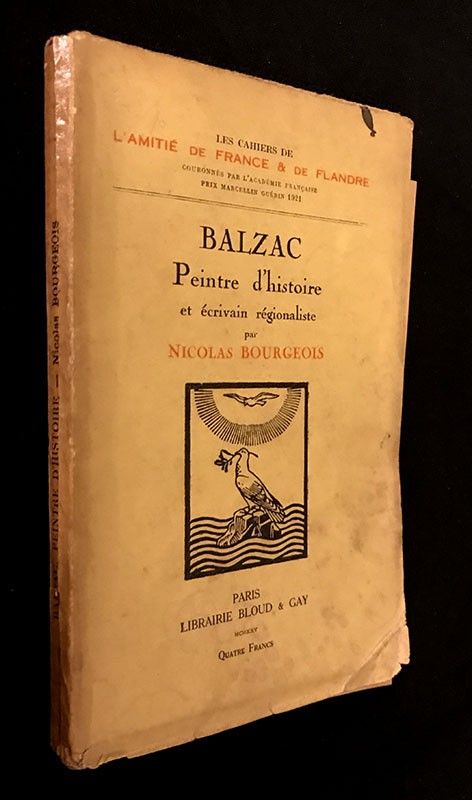 LES CAHIERS DE
L'AMITIÉ DE FRANCE & DE FLANDRE
COURONNÉS PAR L'ACADÉMIE FRANÇAISE
PRIX MARCELLIN GUÉRIN 1921
BALZAC
Peintre d'histoire
et écrivain régionaliste
par
NICOLAS BOURGEOIS
PARIS
LIBRAIRIE BLOUD & GAY
MCMXXV
QUATRE FRANCS
PEINTRE D'HISTOIRE — Nicolas BOURGEOIS